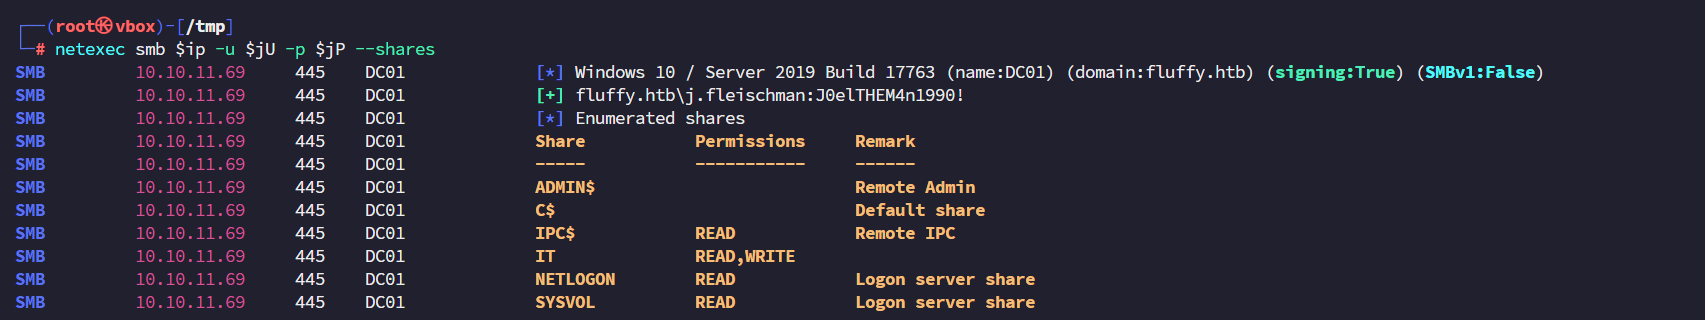 ┌──(root㉿vbox)-[/tmp]
└─# netexec smb $ip -u $jU -p $jP --shares
SMB 10.10.11.69 445 DC01 [*] Windows 10 / Server 2019 Build 17763 (name:DC01) (domain:fluffy.htb) (signing:True) (SMBv1:False)
SMB 10.10.11.69 445 DC01 [+] fluffy.htb\j.fleischman:J0elTHEM4n1990!
SMB 10.10.11.69 445 DC01 [*] Enumerated shares
SMB 10.10.11.69 445 DC01 Share Permissions Remark
SMB 10.10.11.69 445 DC01 ----- ----------- ------
SMB 10.10.11.69 445 DC01 ADMIN$ Remote Admin
SMB 10.10.11.69 445 DC01 C$ Default share
SMB 10.10.11.69 445 DC01 IPC$ READ Remote IPC
SMB 10.10.11.69 445 DC01 IT READ,WRITE
SMB 10.10.11.69 445 DC01 NETLOGON READ Logon server share
SMB 10.10.11.69 445 DC01 SYSVOL READ Logon server share